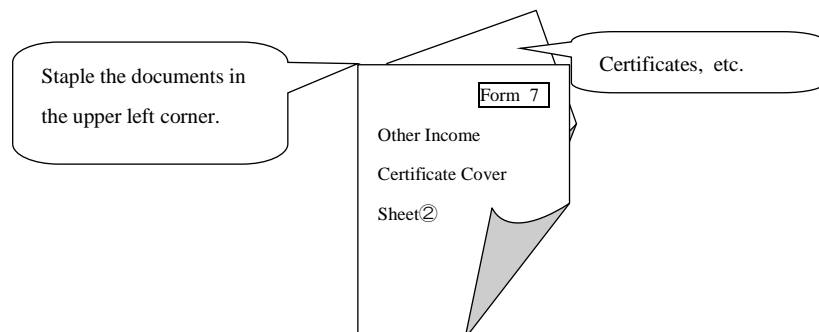 Staple the documents in
the upper left corner.
Certificates, etc.
Form 7
Other Income
Certificate Cover
Sheet②